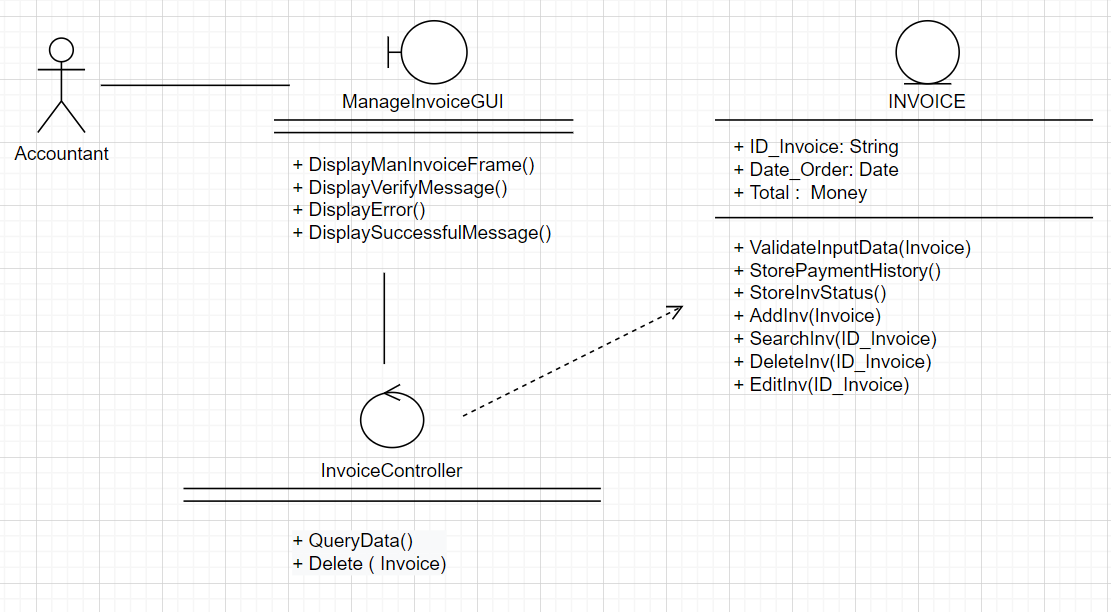 Accountant
ManageInvoiceGUI
+ DisplayManInvoiceFrame()
+ DisplayVerifyMessage()
+ DisplayError()
+ DisplaySuccessfulMessage()
InvoiceController
+ QueryData()
+ Delete ( Invoice)
INVOICE
+ ID_Invoice: String
+ Date_Order: Date
+ Total :  Money
+ ValidateInputData(Invoice)
+ StorePaymentHistory()
+ StoreInvStatus()
+ AddInv(Invoice)
+ SearchInv(ID_Invoice)
+ DeleteInv(ID_Invoice)
+ EditInv(ID_Invoice)